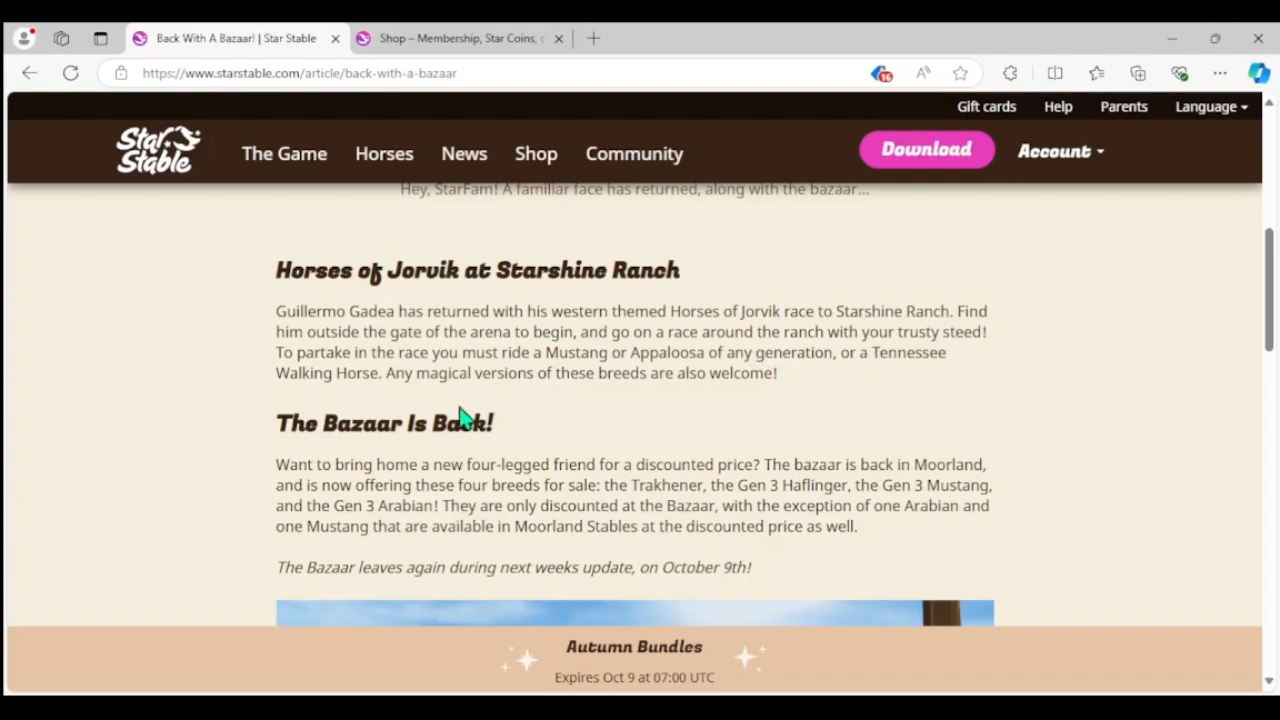 Back With A Bazaar! | Star Stable
Shop – Membership, Star Coins, c
https://www.starstable.com/article/back-with-a-bazaar
16
Gift cards Help Parents Language
Star Stable
The Game Horses News Shop Community Download Account
Hey, StarFam! A familiar face has returned, along with the bazaar...
Horses of Jorvik at Starshine Ranch
Guillermo Gadea has returned with his western themed Horses of Jorvik race to Starshine Ranch. Find
him outside the gate of the arena to begin, and go on a race around the ranch with your trusty steed!
To partake in the race you must ride a Mustang or Appaloosa of any generation, or a Tennessee
Walking Horse. Any magical versions of these breeds are also welcome!
The Bazaar Is Back!
Want to bring home a new four-legged friend for a discounted price? The bazaar is back in Moorland,
and is now offering these four breeds for sale: the Trakhener, the Gen 3 Haflinger, the Gen 3 Mustang,
and the Gen 3 Arabian! They are only discounted at the Bazaar, with the exception of one Arabian and
one Mustang that are available in Moorland Stables at the discounted price as well.
The Bazaar leaves again during next weeks update, on October 9th!
Autumn Bundles
Expires Oct 9 at 07:00 UTC